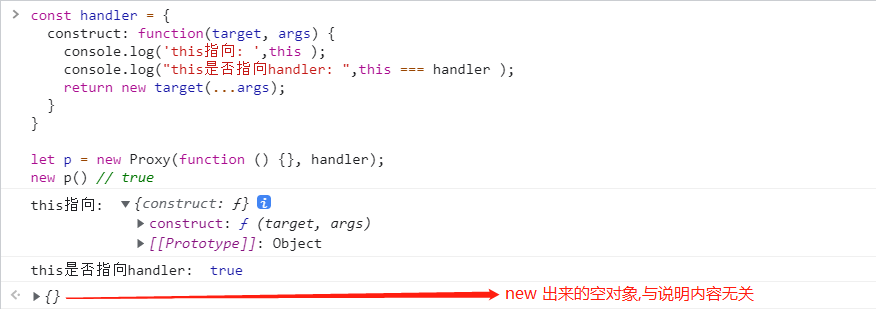 > const handler = {
construct: function(target, args) {
console.log('this指向: ',this );
console.log("this是否指向handler: ",this === handler );
return new target(...args);
}
}
let p = new Proxy(function () {}, handler);
new p() // true
this指向:  ▼{construct: ƒ} i
▶construct: ƒ (target, args)
▶[[Prototype]]: Object
this是否指向handler:  true
▶{} new 出来的空对象,与说明内容无关